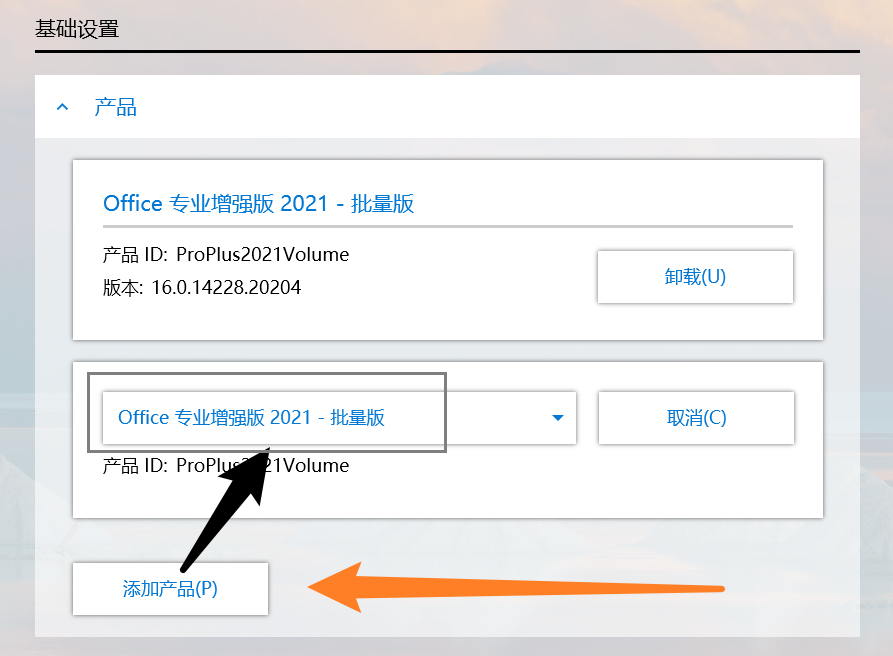 基础设置
产品
Office 专业增强版 2021 - 批量版
产品 ID: ProPlus2021Volume
版本: 16.0.14228.20204
卸载(U)
Office 专业增强版 2021 - 批量版
取消(C)
产品 ID: ProPlus2021Volume
添加产品(P)